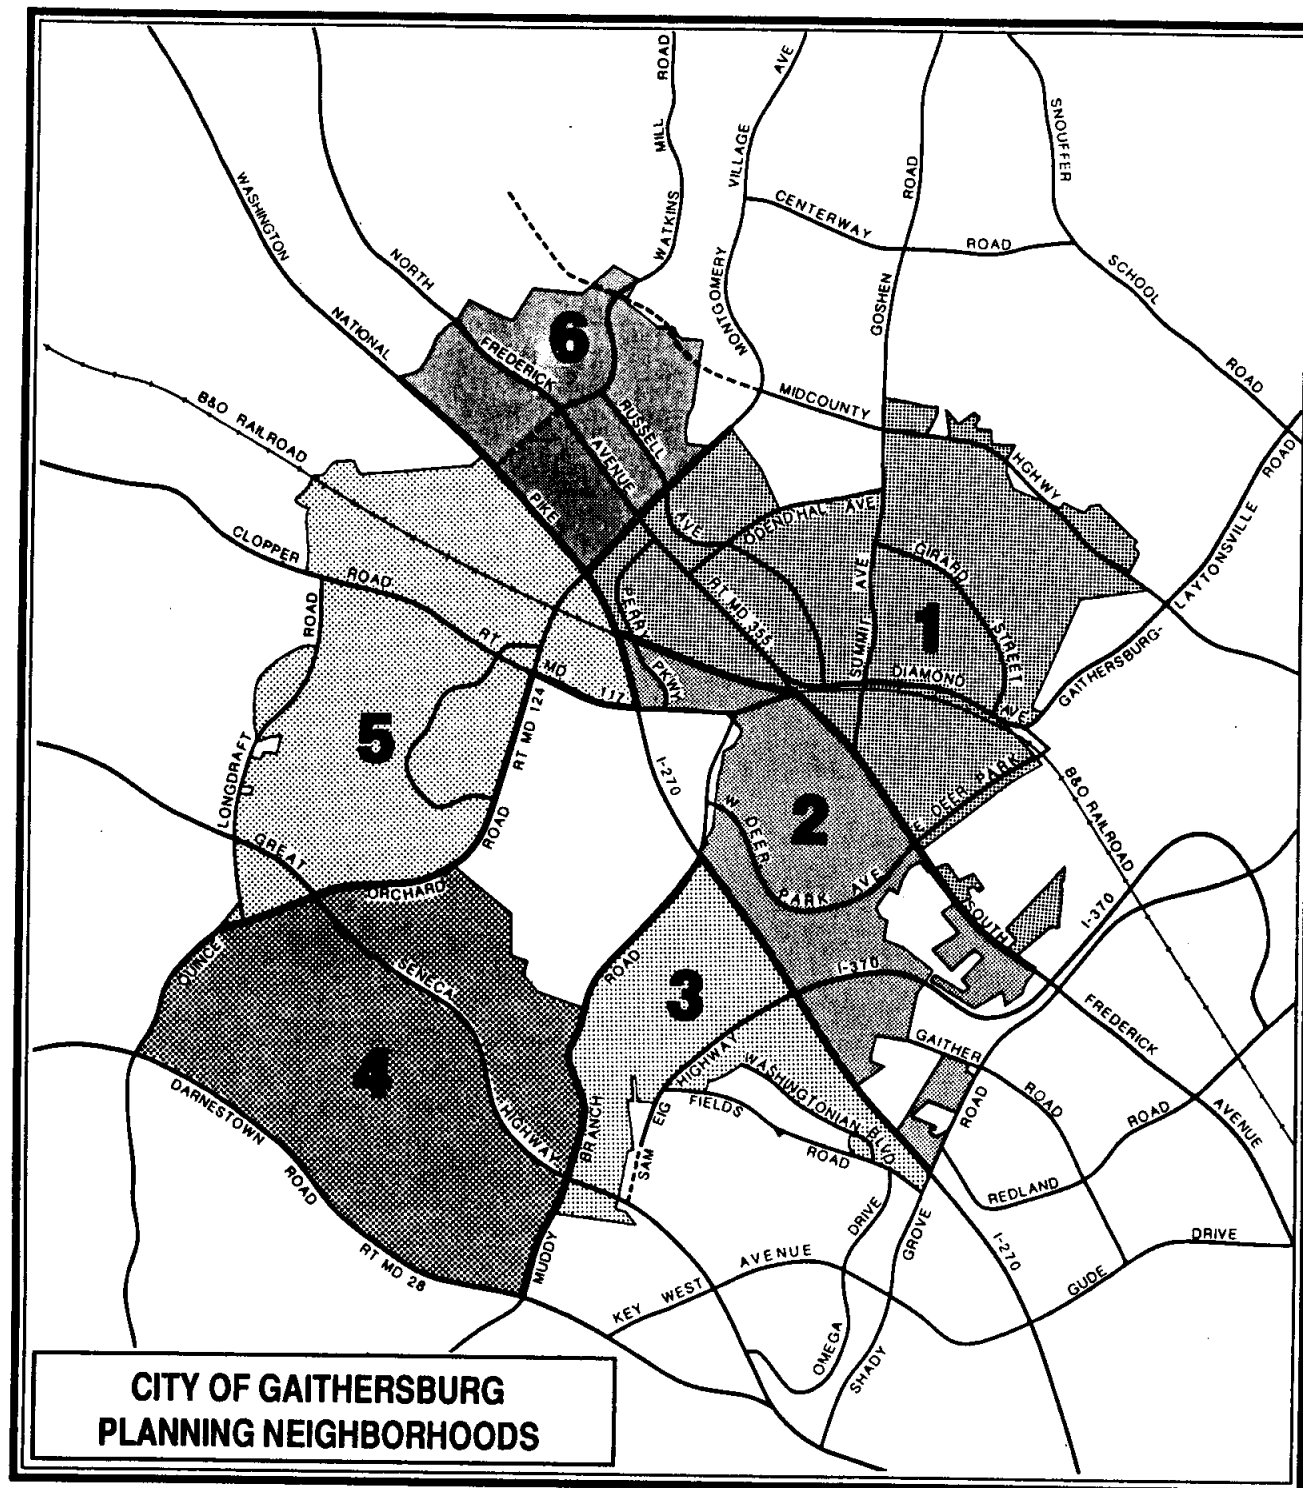 WATKINS MILL ROAD
MONTGOMERY VILLAGE AVE
GOSHEN ROAD
SNOUFFER SCHOOL ROAD
WASHINGTON NATIONAL PIKE
CENTERWAY ROAD
NORTH FREDERICK AVENUE
6
B&O RAILROAD
RUSSELL AVE
MIDCOUNTY HGHWY
GAITHERSBURG-LAYTONSVILLE ROAD
ODENDHAL AVE
CLOPPER ROAD
RT MD 117
PERRY PKWY
RT MD 355
SUMMIT AVE
GIRARD STREET
1
DIAMOND AVE
LONGDRAFT ROAD
5
RT MD 124
I-270
W DEER PARK AVE
2
E DEER PARK
B&O RAILROAD
GREAT SENECA HIGHWAY
ORCHARD ROAD
OUNCE
SOUTH FREDERICK AVENUE
I-370
I-370
3
4
MUDDY BRANCH ROAD
SAM EIG HIGHWAY
WASHINGTONIAN BLVD
FIELDS ROAD
GAITHER ROAD
DARNESTOWN ROAD
RT MD 28
REDLAND ROAD
SHADY GROVE ROAD
OMEGA DRIVE
KEY WEST AVENUE
I-270
GUDE DRIVE
CITY OF GAITHERSBURG
PLANNING NEIGHBORHOODS